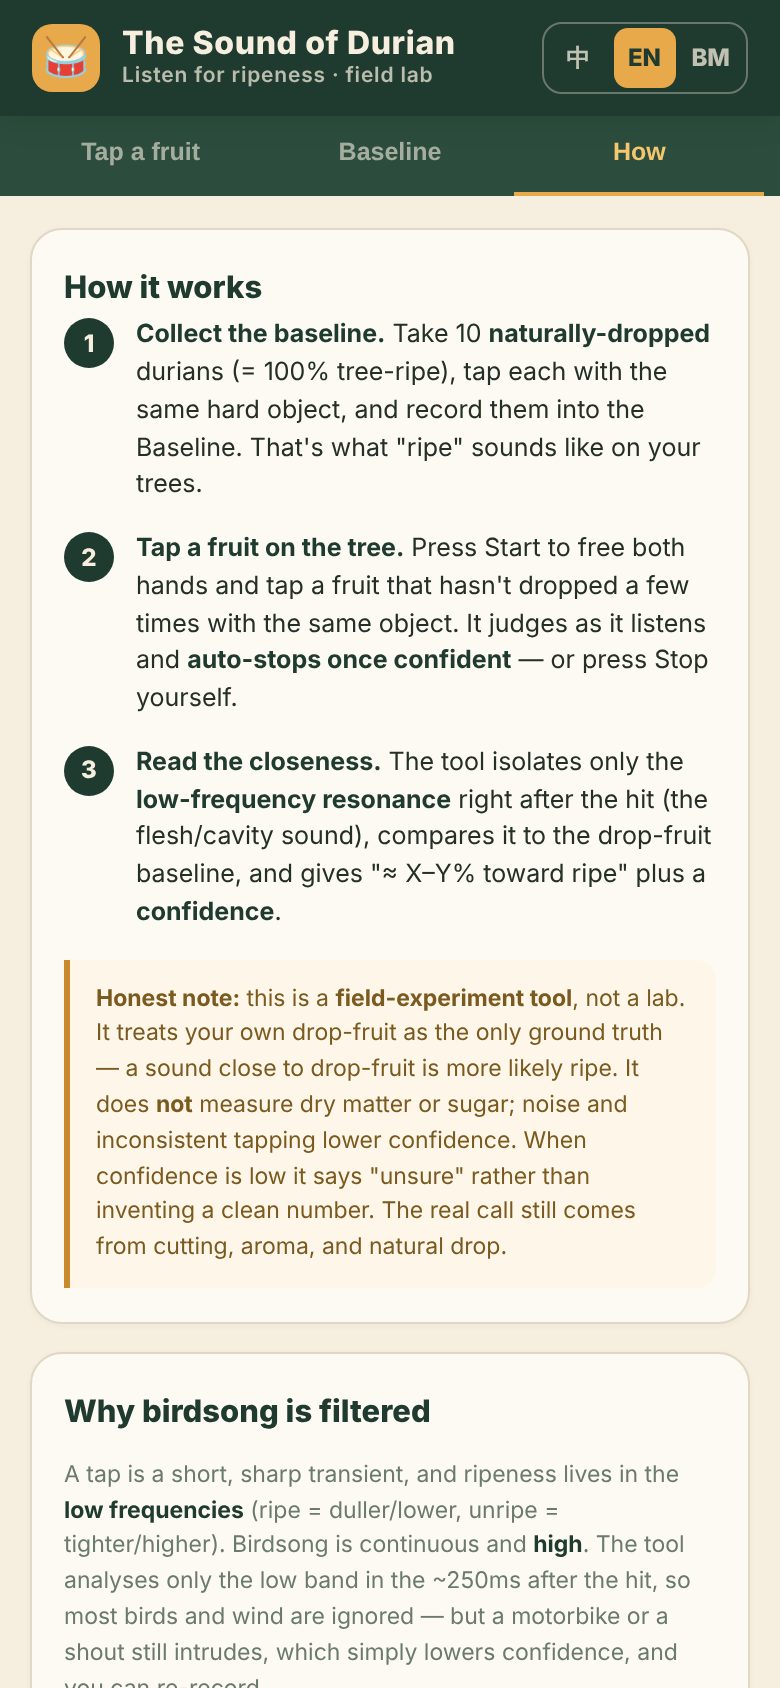 The Sound of Durian
Listen for ripeness · field lab
中 EN BM
Tap a fruit Baseline How
How it works
1 Collect the baseline. Take 10 naturally-dropped
durians (= 100% tree-ripe), tap each with the
same hard object, and record them into the
Baseline. That's what "ripe" sounds like on your
trees.
2 Tap a fruit on the tree. Press Start to free both
hands and tap a fruit that hasn't dropped a few
times with the same object. It judges as it listens
and auto-stops once confident — or press Stop
yourself.
3 Read the closeness. The tool isolates only the
low-frequency resonance right after the hit (the
flesh/cavity sound), compares it to the drop-fruit
baseline, and gives "≈ X–Y% toward ripe" plus a
confidence.
Honest note: this is a field-experiment tool, not a lab.
It treats your own drop-fruit as the only ground truth
— a sound close to drop-fruit is more likely ripe. It
does not measure dry matter or sugar; noise and
inconsistent tapping lower confidence. When
confidence is low it says "unsure" rather than
inventing a clean number. The real call still comes
from cutting, aroma, and natural drop.
Why birdsong is filtered
A tap is a short, sharp transient, and ripeness lives in the
low frequencies (ripe = duller/lower, unripe =
tighter/higher). Birdsong is continuous and high. The tool
analyses only the low band in the ~250ms after the hit, so
most birds and wind are ignored — but a motorbike or a
shout still intrudes, which simply lowers confidence, and
you can re-record.